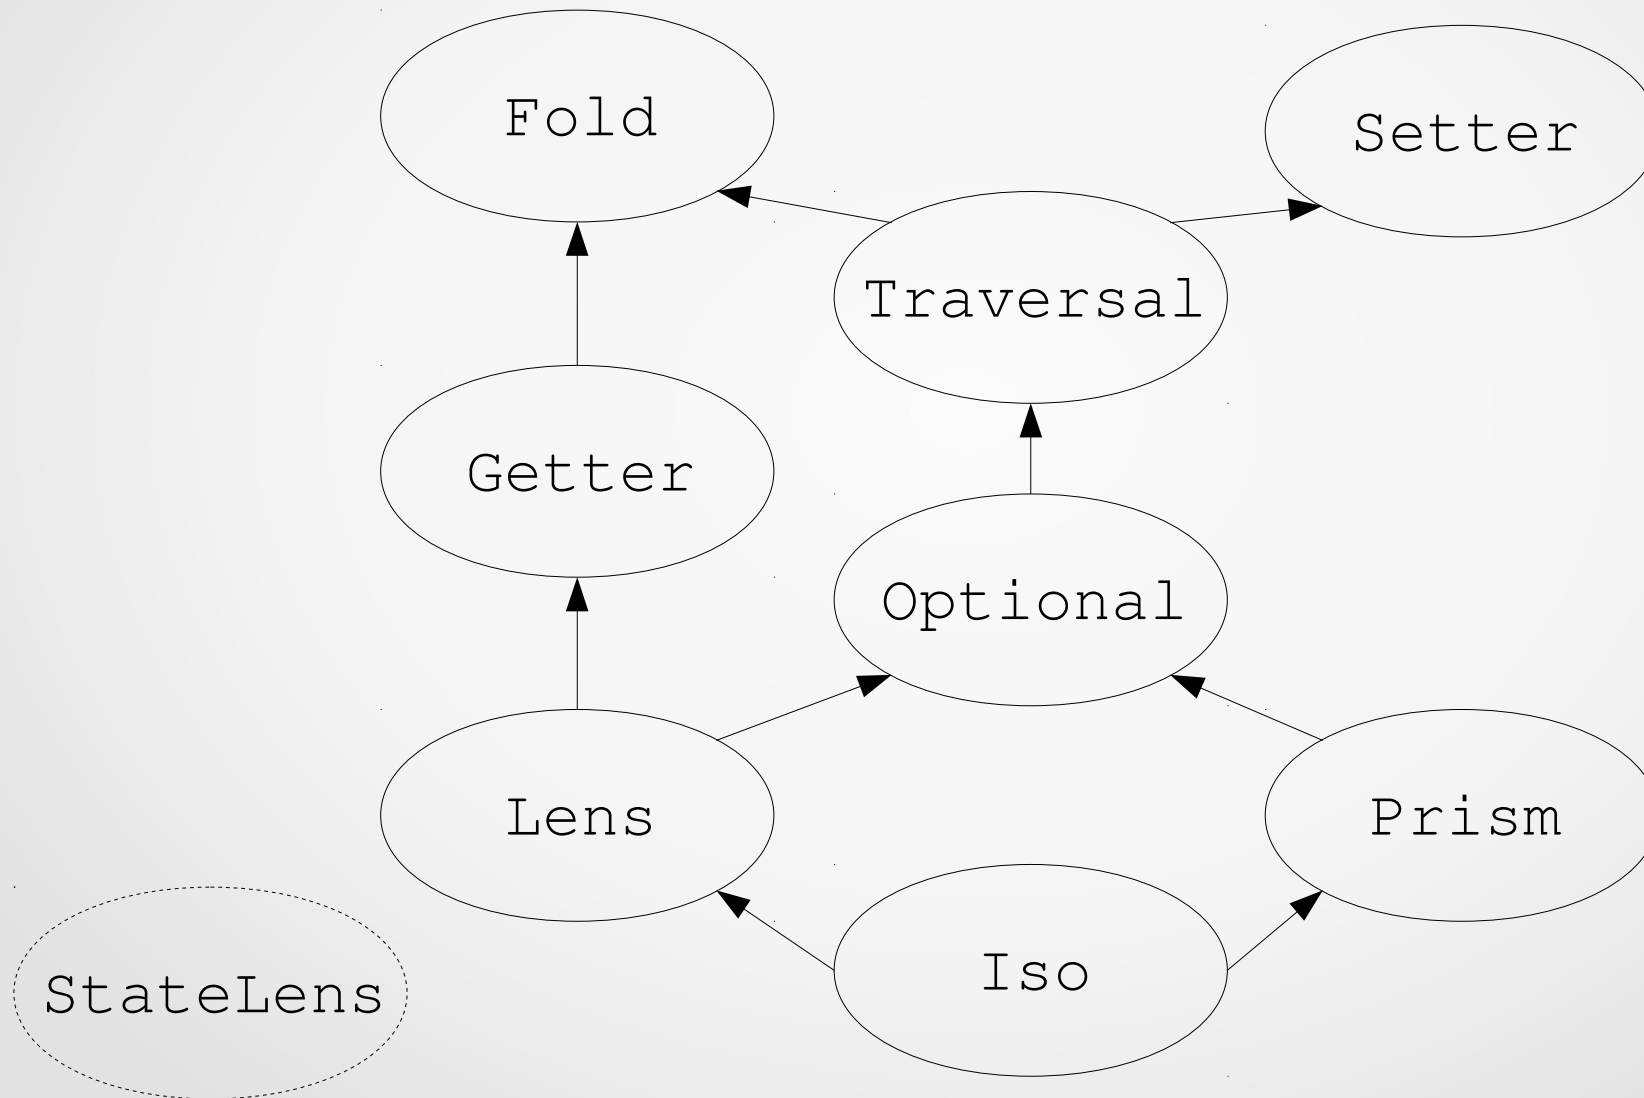 Fold
Setter
Traversal
Getter
Optional
Lens
Prism
Iso
StateLens